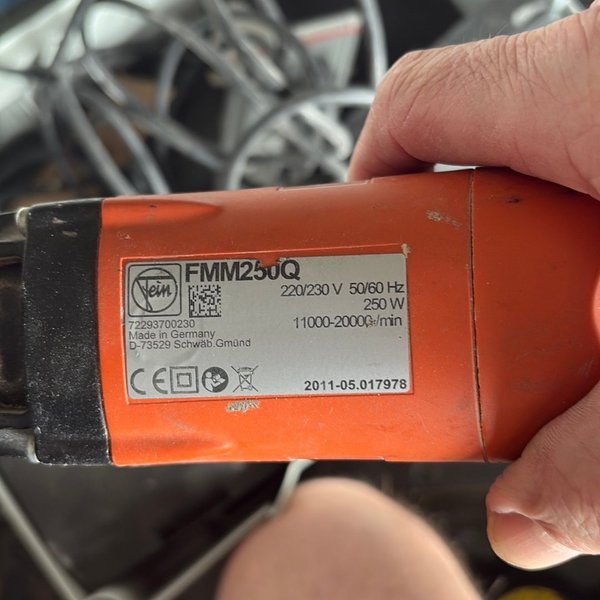 Fein
FMM250Q
220/230 V 50/60 Hz
250 W
72293700230
11000-20000 /min
Made in Germany
D-73529 Schwäb.Gmünd
CE
2011-05.017978